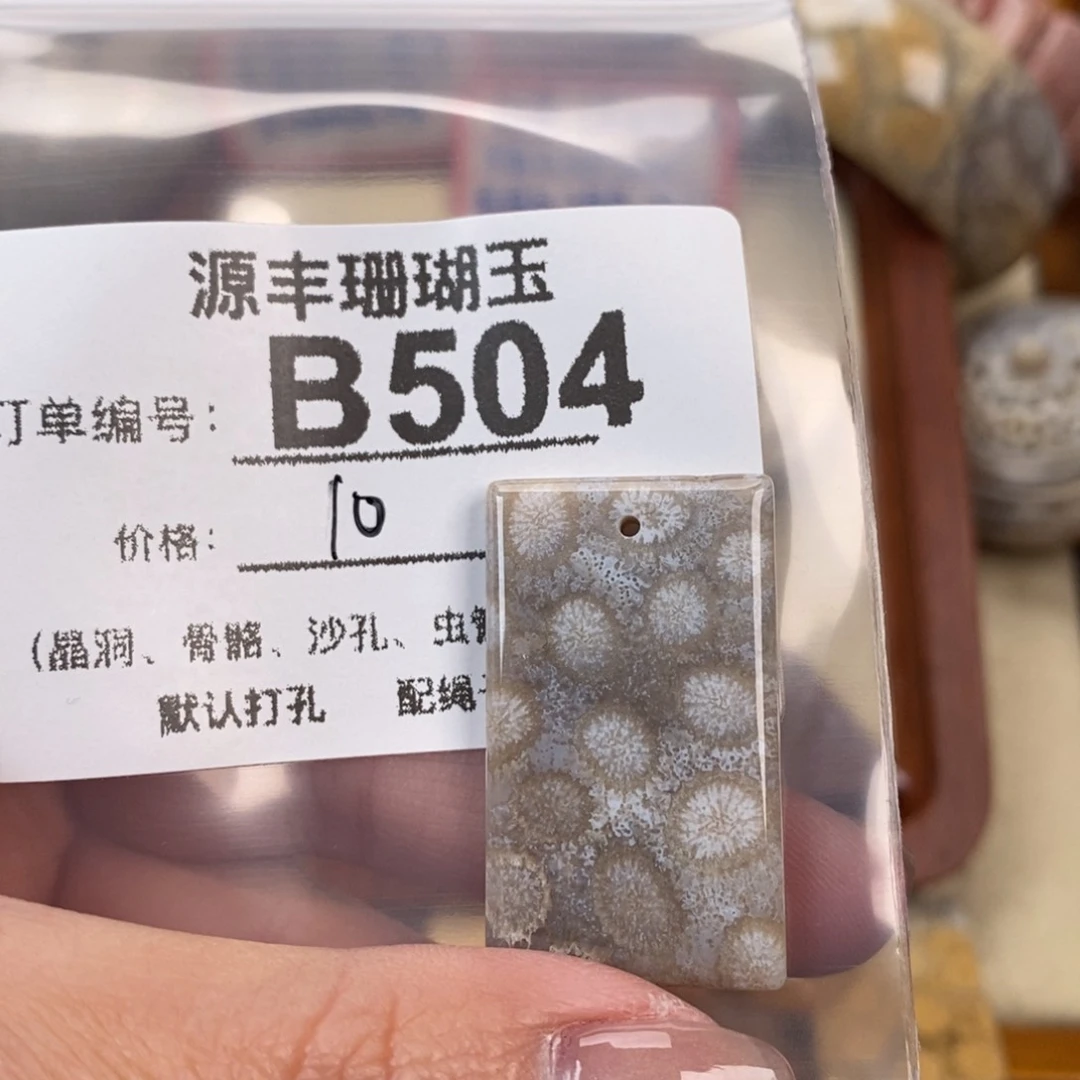 源丰珊瑚玉
订单编号: B504
价格: 10
(晶洞、骨骼、沙孔、虫
默认打孔 配绳